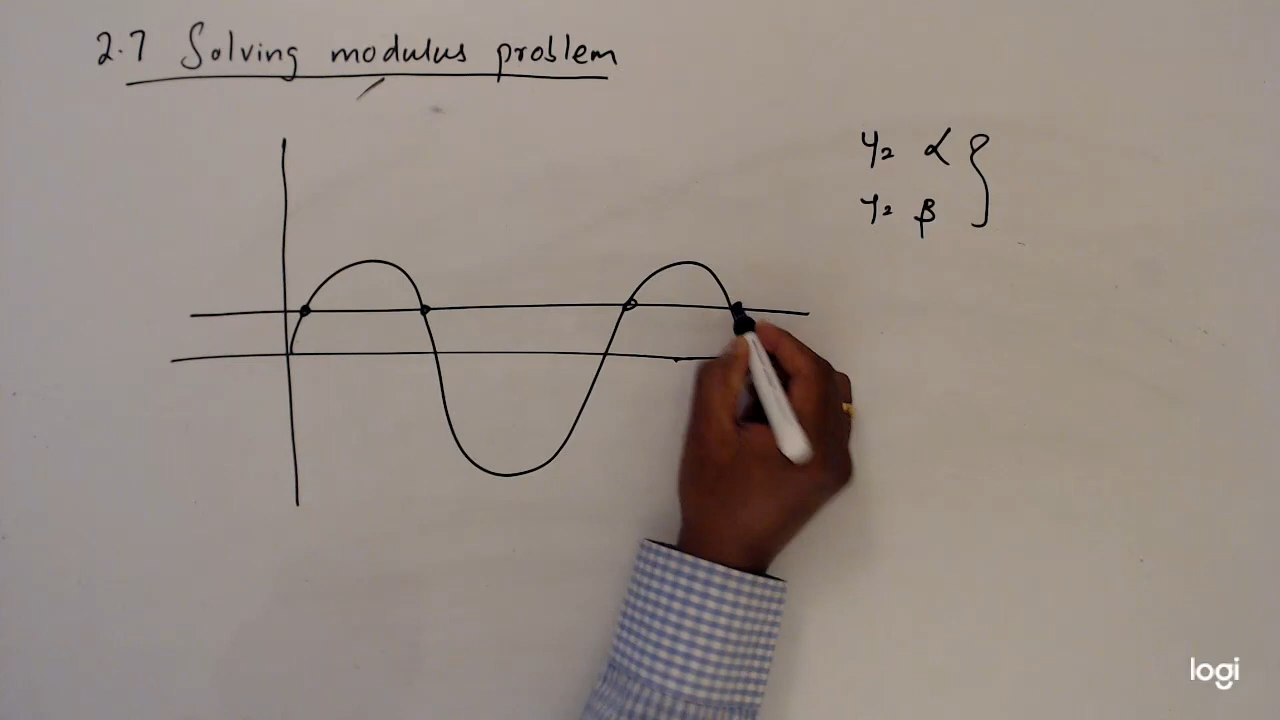 2.7 Solving modulus problem
y = α
y = β
logi